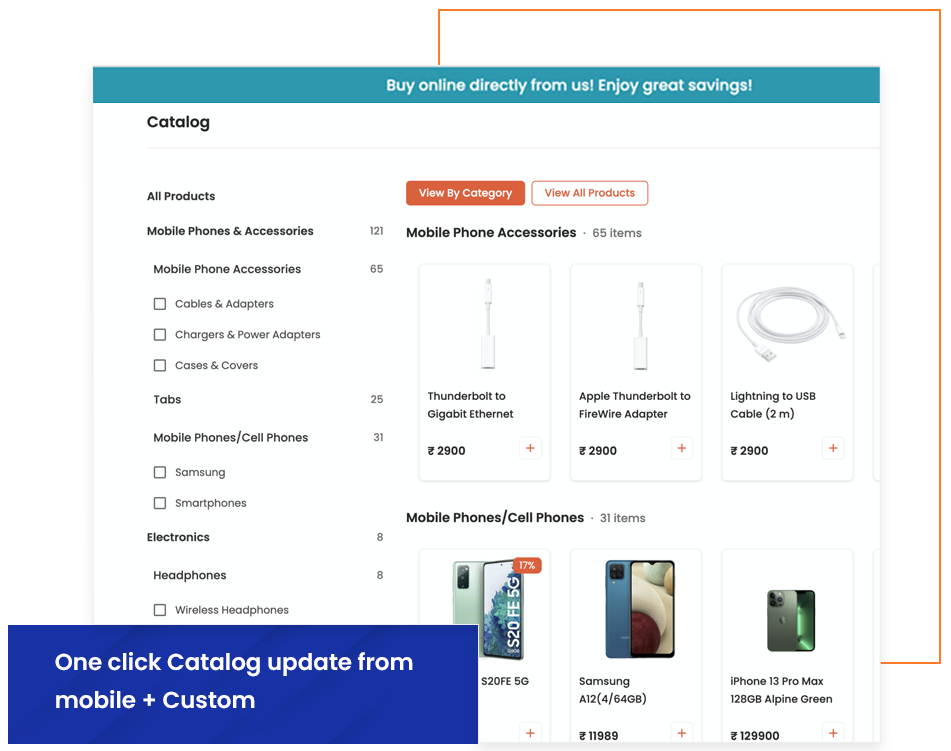 Buy online directly from us! Enjoy great savings!
Catalog
All Products
Mobile Phones & Accessories 121
Mobile Phone Accessories 65
Cables & Adapters
Chargers & Power Adapters
Cases & Covers
Tabs 25
Mobile Phones/Cell Phones 31
Samsung
Smartphones
Electronics 8
Headphones 8
Wireless Headphones
View By Category
View All Products
Mobile Phone Accessories · 65 items
Thunderbolt to
Gigabit Ethernet
₹ 2900
+
Apple Thunderbolt to
FireWire Adapter
₹ 2900
+
Lightning to USB
Cable (2 m)
₹ 2900
+
Mobile Phones/Cell Phones · 31 items
17%
S20 FE 5G
S20FE 5G
+
Samsung
A12(4/64GB)
₹ 11989
+
iPhone 13 Pro Max
128GB Alpine Green
₹ 129900
+
One click Catalog update from
mobile + Custom